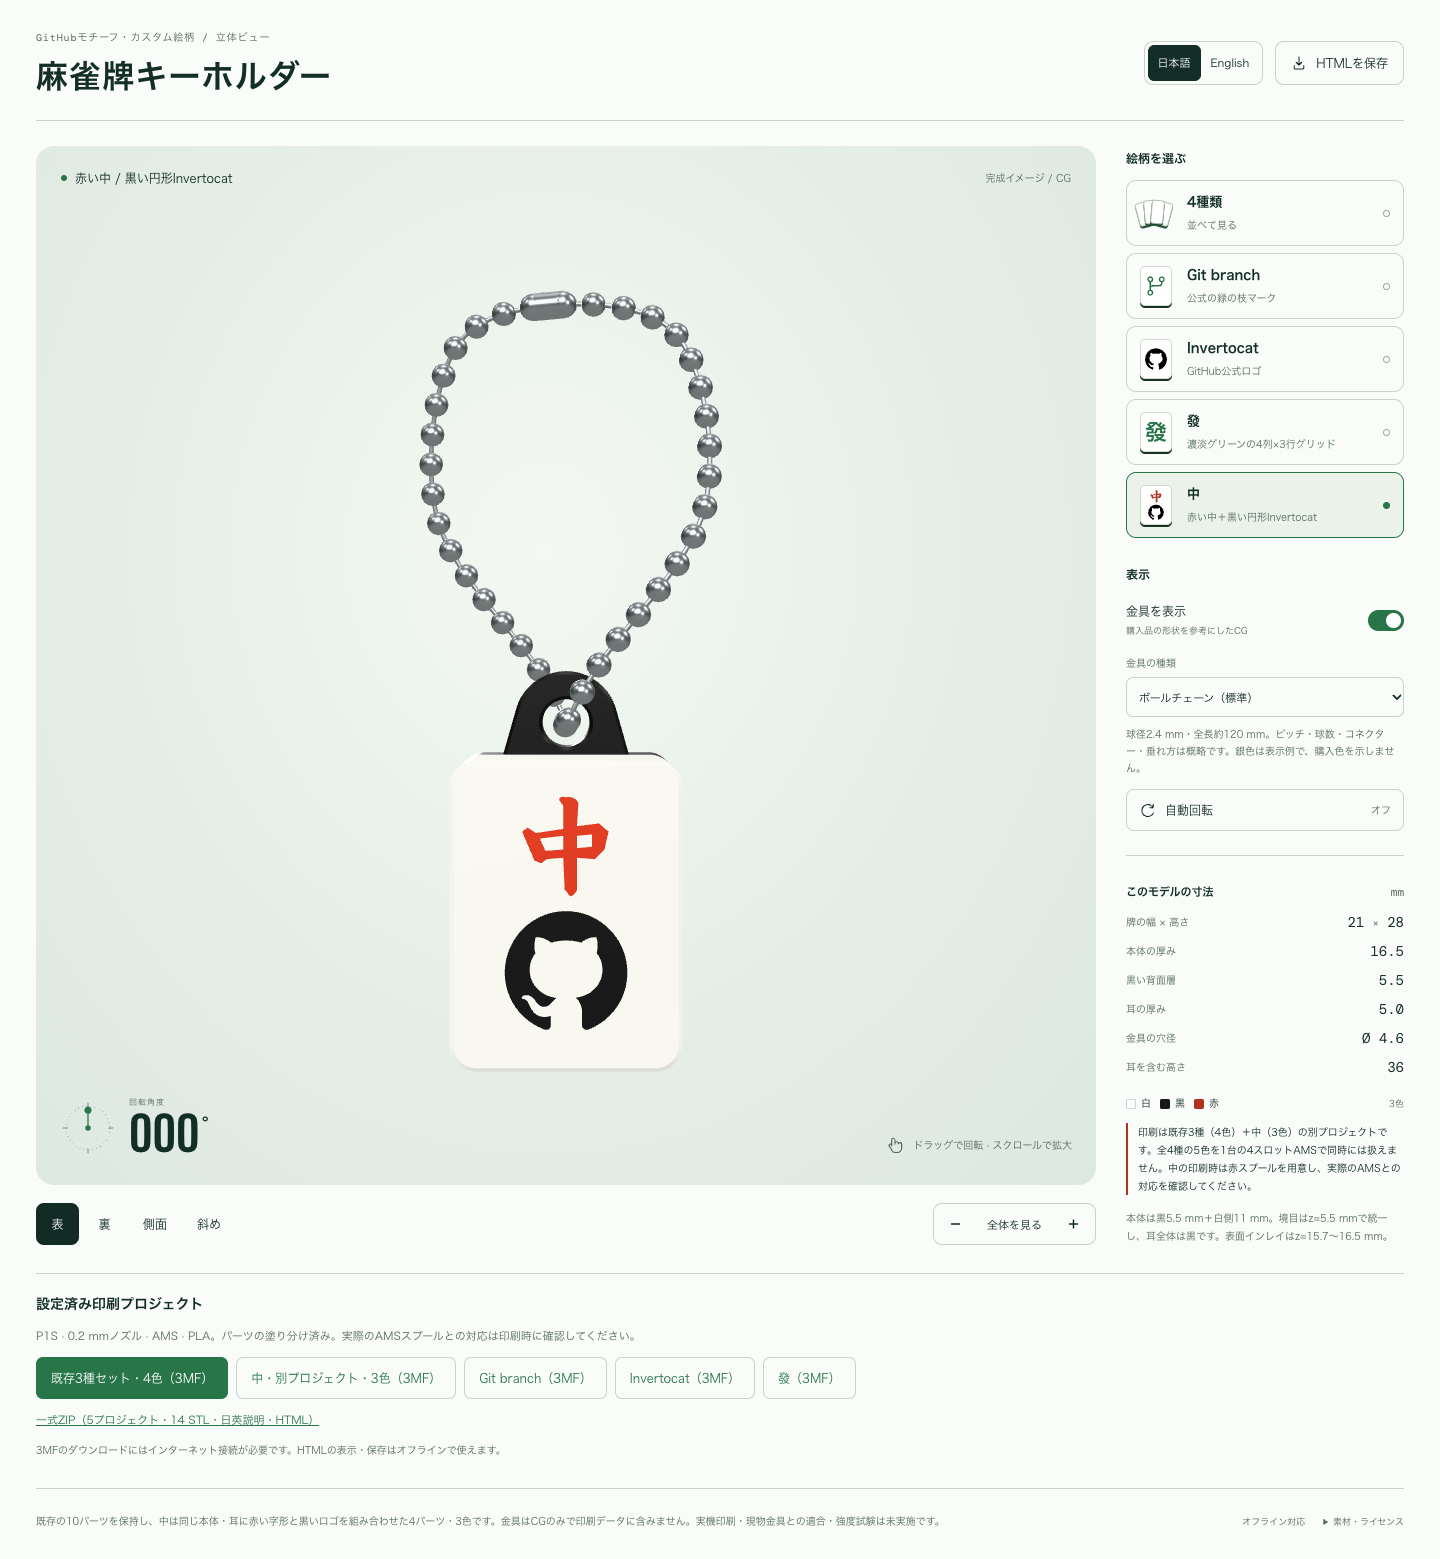 GitHubモチーフ・カスタム絵柄 / 立体ビュー
麻雀牌キーホルダー
日本語
English
HTMLを保存
赤い中 / 黒い円形Invertocat
完成イメージ / CG
中
回転角度
000°
ドラッグで回転 · スクロールで拡大
表
裏
側面
斜め
−
全体を見る
+
絵柄を選ぶ
4種類
並べて見る
Git branch
公式の緑の枝マーク
Invertocat
GitHub公式ロゴ
發
發
濃淡グリーンの4列×3行グリッド
中
中
赤い中＋黒い円形Invertocat
表示
金具を表示
購入品の形状を参考にしたCG
金具の種類
ボールチェーン（標準）
球径2.4 mm・全長約120 mm。ピッチ・球数・コネクタ
ー・垂れ方は概略です。銀色は表示例で、購入色を示しませ
ん。
自動回転
オフ
このモデルの寸法
mm
牌の幅 × 高さ
21 × 28
本体の厚み
16.5
黒い背面層
5.5
耳の厚み
5.0
金具の穴径
Ø 4.6
耳を含む高さ
36
白 黒 赤
3色
印刷は既存3種（4色）＋中（3色）の別プロジェクトで
す。全4種の5色を1台の4スロットAMSで同時には扱えま
せん。中の印刷時は赤スプールを用意し、実際のAMSとの
対応を確認してください。
本体は黒5.5 mm＋白側11 mm。境目はz=5.5 mmで統一
し、耳全体は黒です。表面インレイはz=15.7〜16.5 mm。
設定済み印刷プロジェクト
P1S · 0.2 mmノズル · AMS · PLA。パーツの塗り分け済み。実際のAMSスプールとの対応は印刷時に確認してください。
既存3種セット・4色（3MF）
中・別プロジェクト・3色（3MF）
Git branch（3MF）
Invertocat（3MF）
發（3MF）
一式ZIP（5プロジェクト・14 STL・日英説明・HTML）
3MFのダウンロードにはインターネット接続が必要です。HTMLの表示・保存はオフラインで使えます。
既存の10パーツを保持し、中は同じ本体・耳に赤い字形と黒いロゴを組み合わせた4パーツ・3色です。金具はCGのみで印刷データに含みません。実機印刷・現物金具との適合・強度試験は未実施です。
オフライン対応
▶ 素材・ライセンス